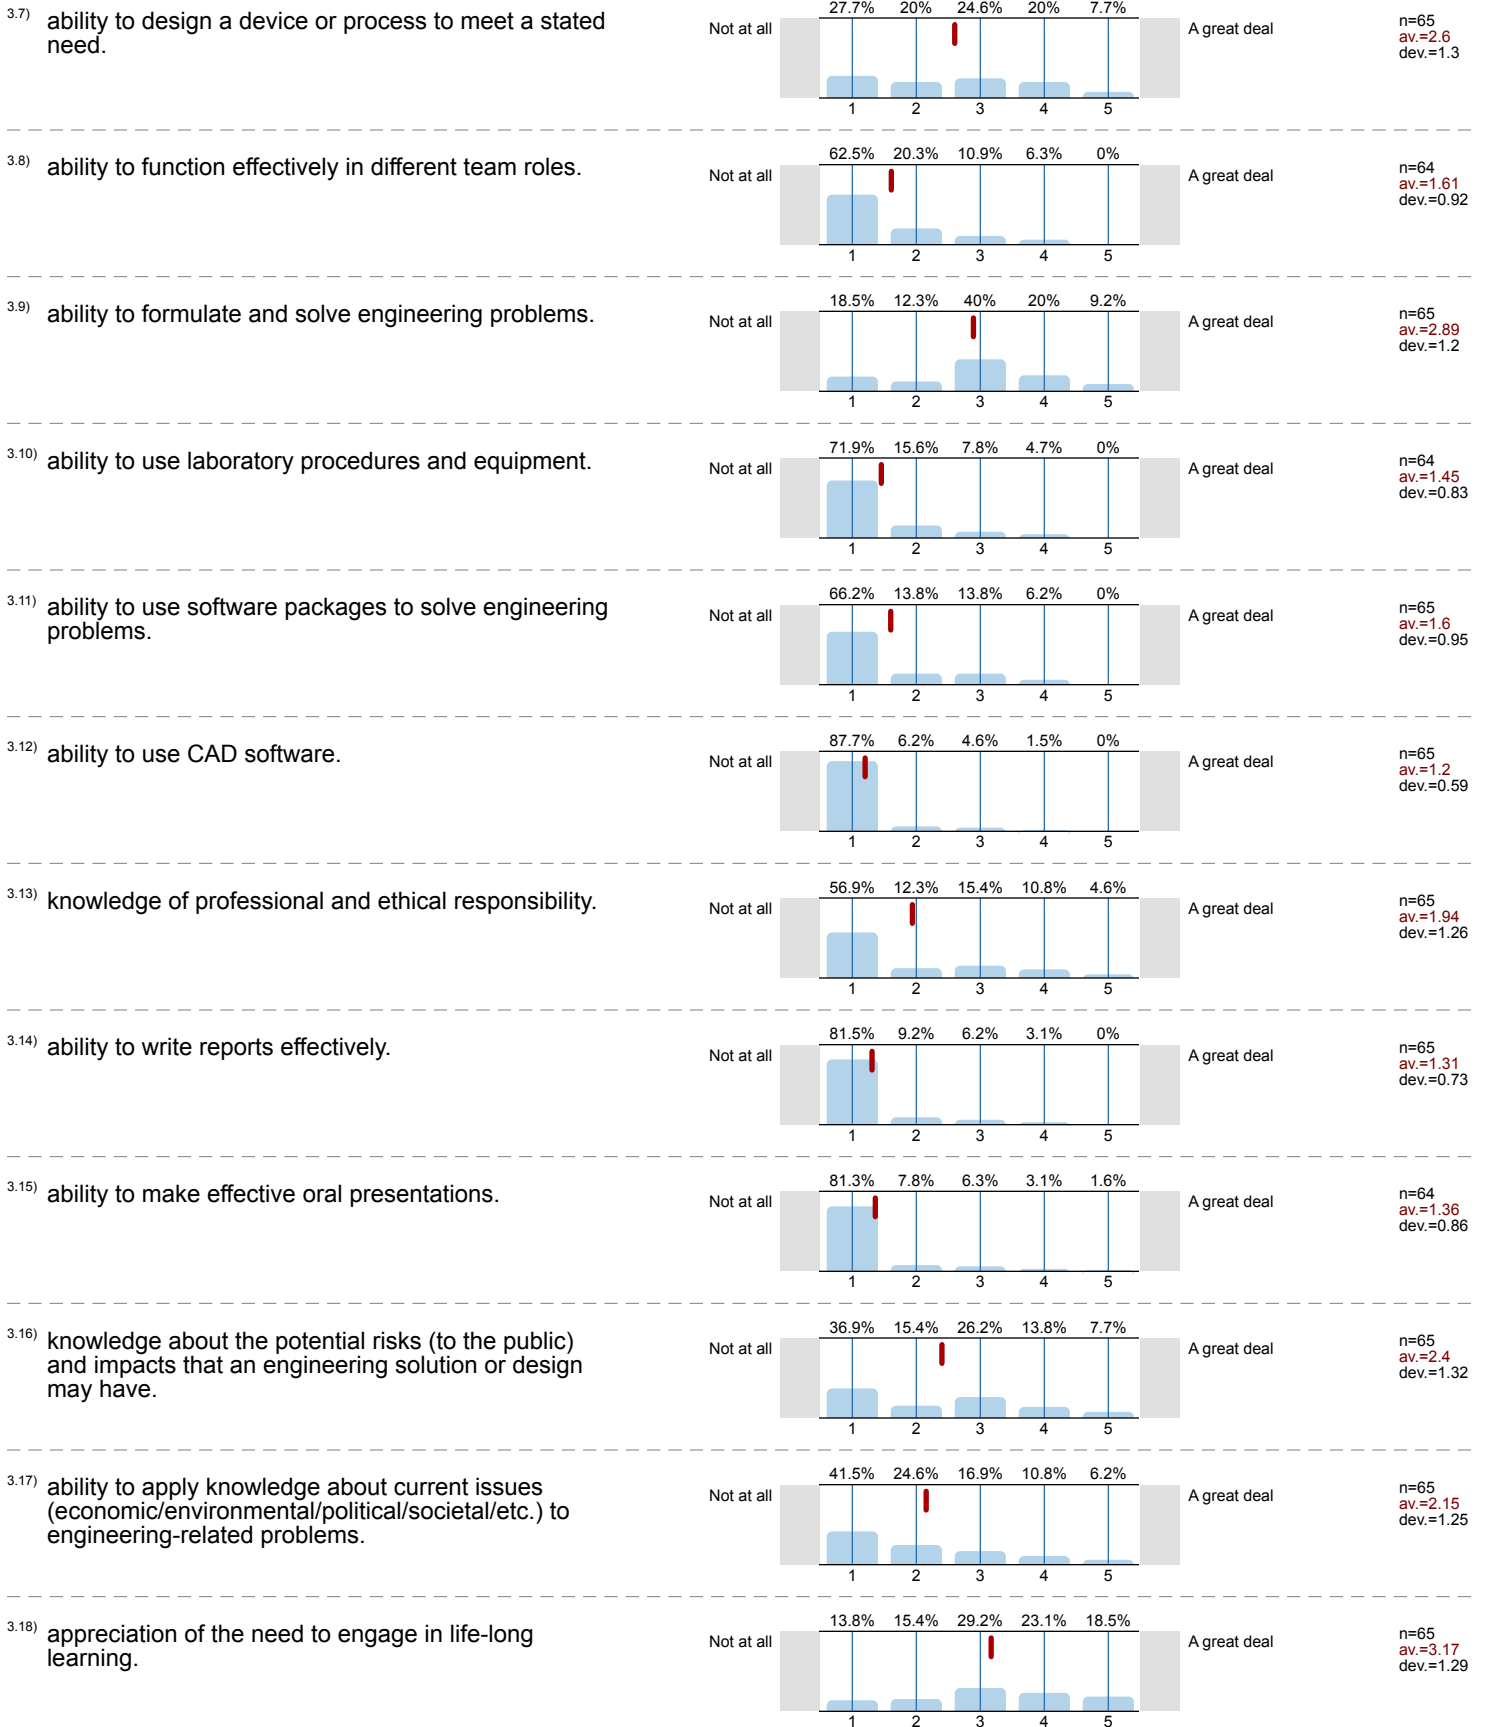 3.7) ability to design a device or process to meet a stated
need.
27.7% 20% 24.6% 20% 7.7%
Not at all A great deal
n=65
av.=2.6
dev.=1.3
1 2 3 4 5
3.8) ability to function effectively in different team roles.
62.5% 20.3% 10.9% 6.3% 0%
Not at all A great deal
n=64
av.=1.61
dev.=0.92
1 2 3 4 5
3.9) ability to formulate and solve engineering problems.
18.5% 12.3% 40% 20% 9.2%
Not at all A great deal
n=65
av.=2.89
dev.=1.2
1 2 3 4 5
3.10) ability to use laboratory procedures and equipment.
71.9% 15.6% 7.8% 4.7% 0%
Not at all A great deal
n=64
av.=1.45
dev.=0.83
1 2 3 4 5
3.11) ability to use software packages to solve engineering
problems.
66.2% 13.8% 13.8% 6.2% 0%
Not at all A great deal
n=65
av.=1.6
dev.=0.95
1 2 3 4 5
3.12) ability to use CAD software.
87.7% 6.2% 4.6% 1.5% 0%
Not at all A great deal
n=65
av.=1.2
dev.=0.59
1 2 3 4 5
3.13) knowledge of professional and ethical responsibility.
56.9% 12.3% 15.4% 10.8% 4.6%
Not at all A great deal
n=65
av.=1.94
dev.=1.26
1 2 3 4 5
3.14) ability to write reports effectively.
81.5% 9.2% 6.2% 3.1% 0%
Not at all A great deal
n=65
av.=1.31
dev.=0.73
1 2 3 4 5
3.15) ability to make effective oral presentations.
81.3% 7.8% 6.3% 3.1% 1.6%
Not at all A great deal
n=64
av.=1.36
dev.=0.86
1 2 3 4 5
3.16) knowledge about the potential risks (to the public)
and impacts that an engineering solution or design
may have.
36.9% 15.4% 26.2% 13.8% 7.7%
Not at all A great deal
n=65
av.=2.4
dev.=1.32
1 2 3 4 5
3.17) ability to apply knowledge about current issues
(economic/environmental/political/societal/etc.) to
engineering-related problems.
41.5% 24.6% 16.9% 10.8% 6.2%
Not at all A great deal
n=65
av.=2.15
dev.=1.25
1 2 3 4 5
3.18) appreciation of the need to engage in life-long
learning.
13.8% 15.4% 29.2% 23.1% 18.5%
Not at all A great deal
n=65
av.=3.17
dev.=1.29
1 2 3 4 5